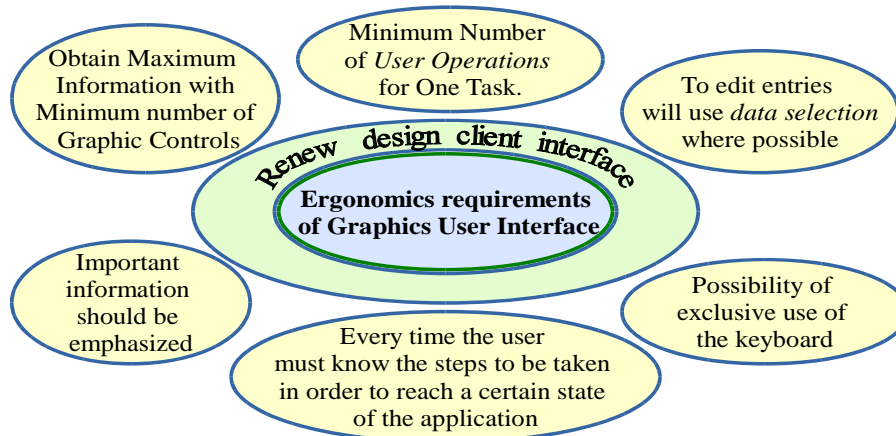 Obtain Maximum
Information with
Minimum number of
Graphic Controls
Minimum Number
of User Operations
for One Task.
To edit entries
will use data selection
where possible
Renew design client interface
Ergonomics requirements
of Graphics User Interface
Important
information
should be
emphasized
Every time the user
must know the steps to be taken
in order to reach a certain state
of the application
Possibility of
exclusive use of
the keyboard